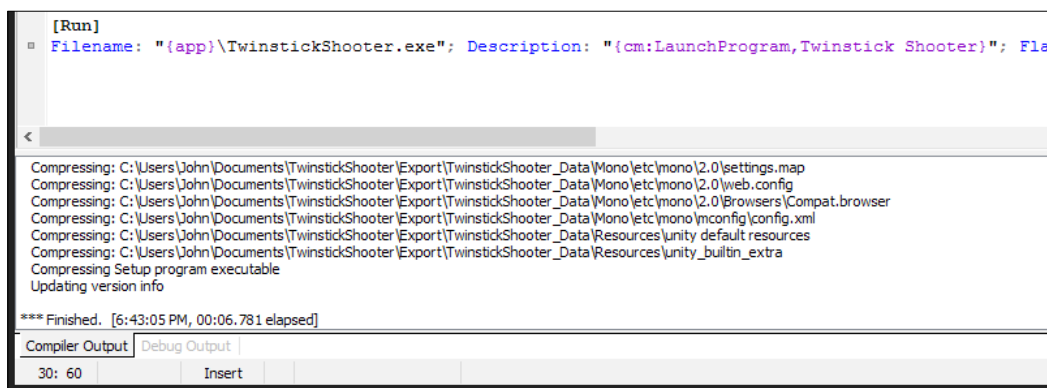 [Run]
Filename: "{app}\TwinstickShooter.exe"; Description: "{cm:LaunchProgram,Twinstick Shooter}"; Fla
Compressing: C:\Users\John\Documents\TwinstickShooter\Export\TwinstickShooter_Data\Mono\etc\mono\2.0\settings.map
Compressing: C:\Users\John\Documents\TwinstickShooter\Export\TwinstickShooter_Data\Mono\etc\mono\2.0\web.config
Compressing: C:\Users\John\Documents\TwinstickShooter\Export\TwinstickShooter_Data\Mono\etc\mono\2.0\Browsers\Compat.browser
Compressing: C:\Users\John\Documents\TwinstickShooter\Export\TwinstickShooter_Data\Mono\etc\mono\mconfig\config.xml
Compressing: C:\Users\John\Documents\TwinstickShooter\Export\TwinstickShooter_Data\Resources\unity default resources
Compressing: C:\Users\John\Documents\TwinstickShooter\Export\TwinstickShooter_Data\Resources\unity_builtin_extra
Compressing Setup program executable
Updating version info
*** Finished. [6:43:05 PM, 00:06.781 elapsed]
Compiler Output Debug Output
30: 60 Insert